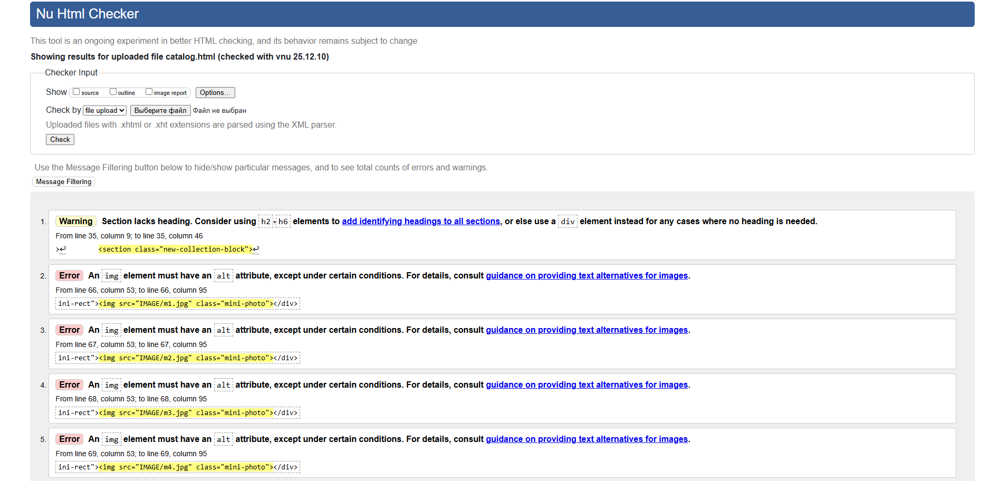 Nu Html Checker
This tool is an ongoing experiment in better HTML checking, and its behavior remains subject to change
Showing results for uploaded file catalog.html (checked with vnu 25.12.10)
Checker Input
Show source outline image report Options...
Check by file upload Выберите файл Файл не выбран
Uploaded files with .xhtml or .xht extensions are parsed using the XML parser.
Check
Use the Message Filtering button below to hide/show particular messages, and to see total counts of errors and warnings.
Message Filtering
1. Warning Section lacks heading. Consider using h2-h6 elements to add identifying headings to all sections, or else use a div element instead for any cases where no heading is needed.
From line 35, column 9; to line 35, column 46
>↩ <section class="new-collection-block">↩
2. Error An img element must have an alt attribute, except under certain conditions. For details, consult guidance on providing text alternatives for images.
From line 66, column 53; to line 66, column 95
ini-rect"><img src="IMAGE/m1.jpg" class="mini-photo"></div>
3. Error An img element must have an alt attribute, except under certain conditions. For details, consult guidance on providing text alternatives for images.
From line 67, column 53; to line 67, column 95
ini-rect"><img src="IMAGE/m2.jpg" class="mini-photo"></div>
4. Error An img element must have an alt attribute, except under certain conditions. For details, consult guidance on providing text alternatives for images.
From line 68, column 53; to line 68, column 95
ini-rect"><img src="IMAGE/m3.jpg" class="mini-photo"></div>
5. Error An img element must have an alt attribute, except under certain conditions. For details, consult guidance on providing text alternatives for images.
From line 69, column 53; to line 69, column 95
ini-rect"><img src="IMAGE/m4.jpg" class="mini-photo"></div>